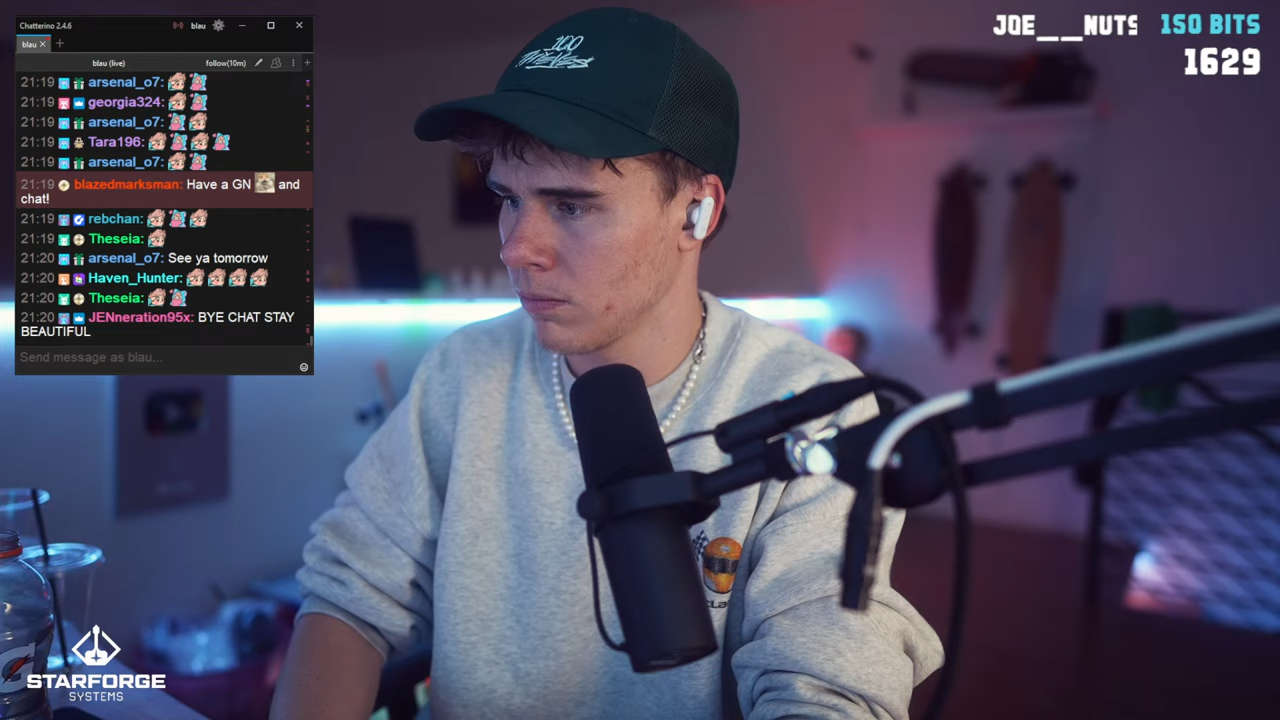 Chatterino 2.4.6
blau
blau
blau (live)
follow(10m)
21:19 arsenal_o7:
21:19 georgia324:
21:19 arsenal_o7:
21:19 Tara196:
21:19 arsenal_o7:
21:19 blazedmarksman: Have a GN and
chat!
21:19 rebchan:
21:19 Theseia:
21:20 arsenal_o7: See ya tomorrow
21:20 Haven_Hunter:
21:20 Theseia:
21:20 JENneration95x: BYE CHAT STAY
BEAUTIFUL
Send message as blau...
JOE__NUTS 150 BITS
1629
100
THIEVES
STARFORGE
SYSTEMS